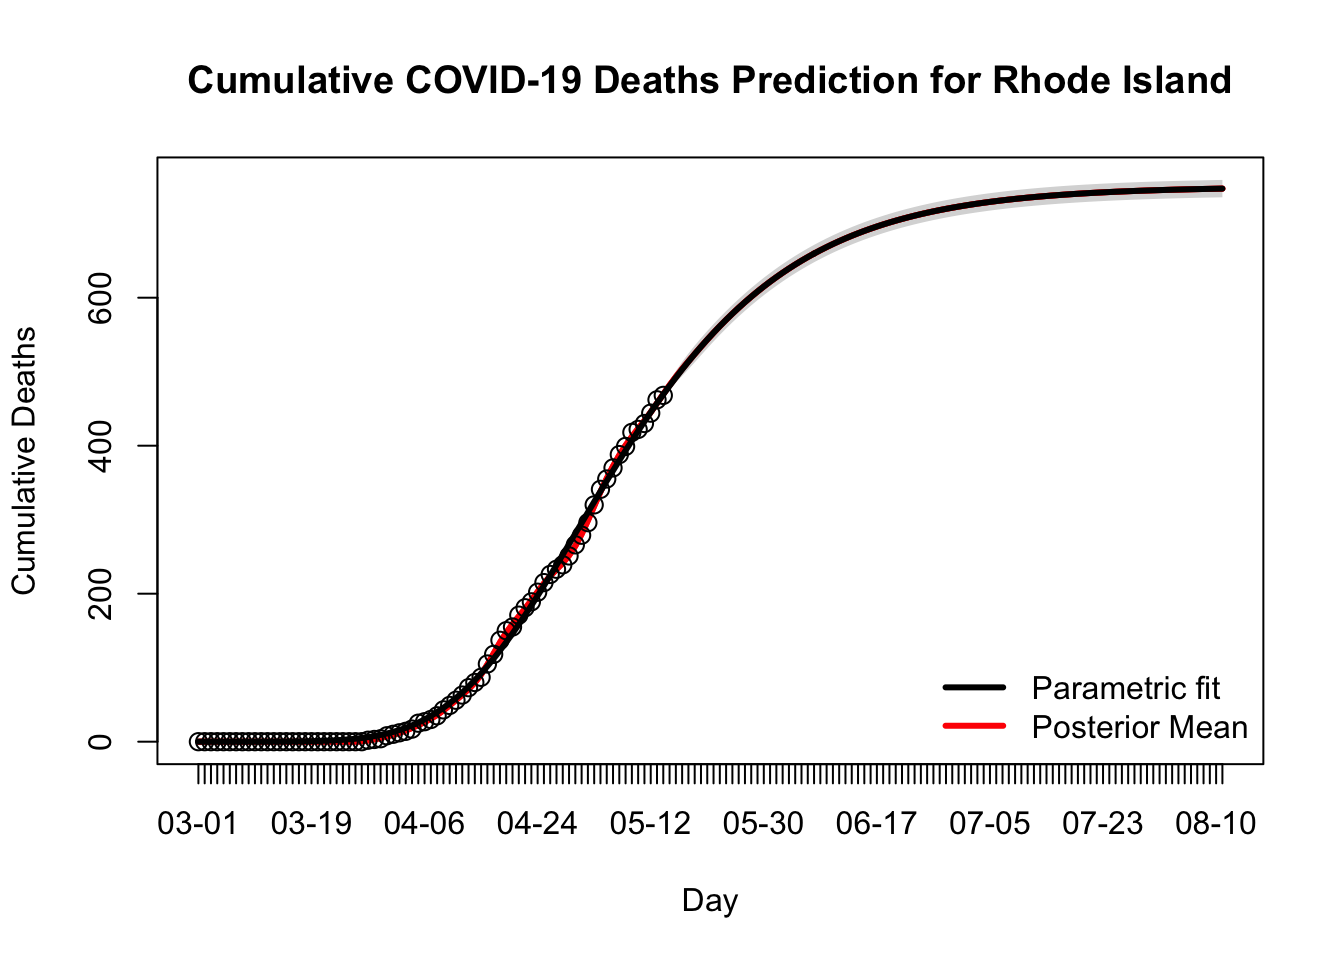 Cumulative COVID-19 Deaths Prediction for Rhode Island
Cumulative Deaths
600
400
200
0
Parametric fit
Posterior Mean
03-01 03-19 04-06 04-24 05-12 05-30 06-17 07-05 07-23 08-10
Day